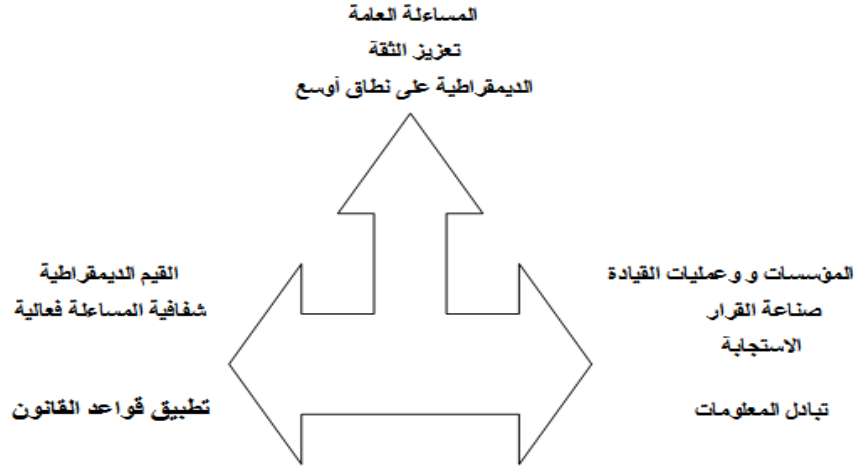 المساءلة العامة
تعزيز الثقة
الديمقراطية على نطاق أوسع
المؤسسات و وعمليات القيادة
صناعة القرار
الاستجابة
تبادل المعلومات
القيم الديمقراطية
شفافية المساءلة فعالية
تطبيق قواعد القانون